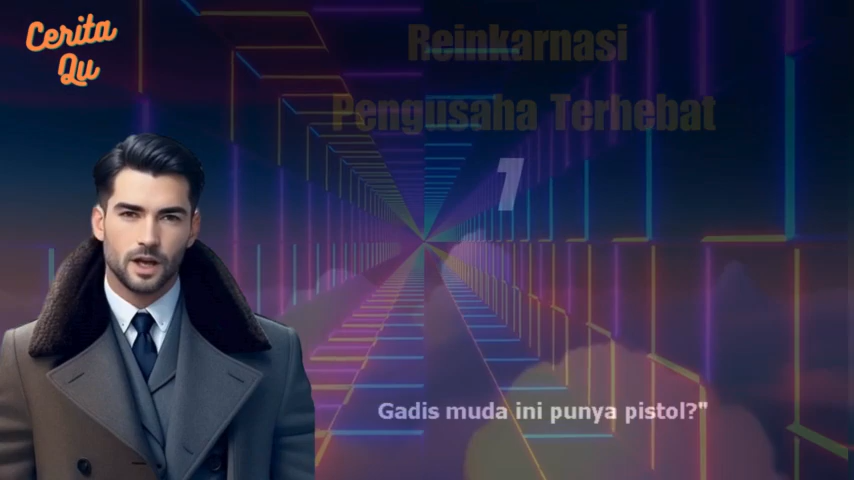 Cerita
Qu
Reinkarnasi
Pengusaha Terhebat
1
Gadis muda ini punya pistol?"